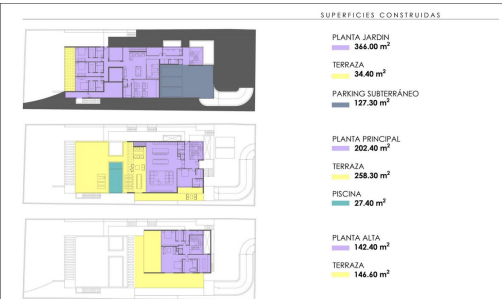 SUPERFICIES CONSTRUIDAS
PLANTA JARDIN
366.00 m²
TERRAZA
34.40 m²
PARKING SUBTERRÁNEO
127.30 m²
PLANTA PRINCIPAL
202.40 m²
TERRAZA
258.30 m²
PISCINA
27.40 m²
PLANTA ALTA
142.40 m²
TERRAZA
146.60 m²